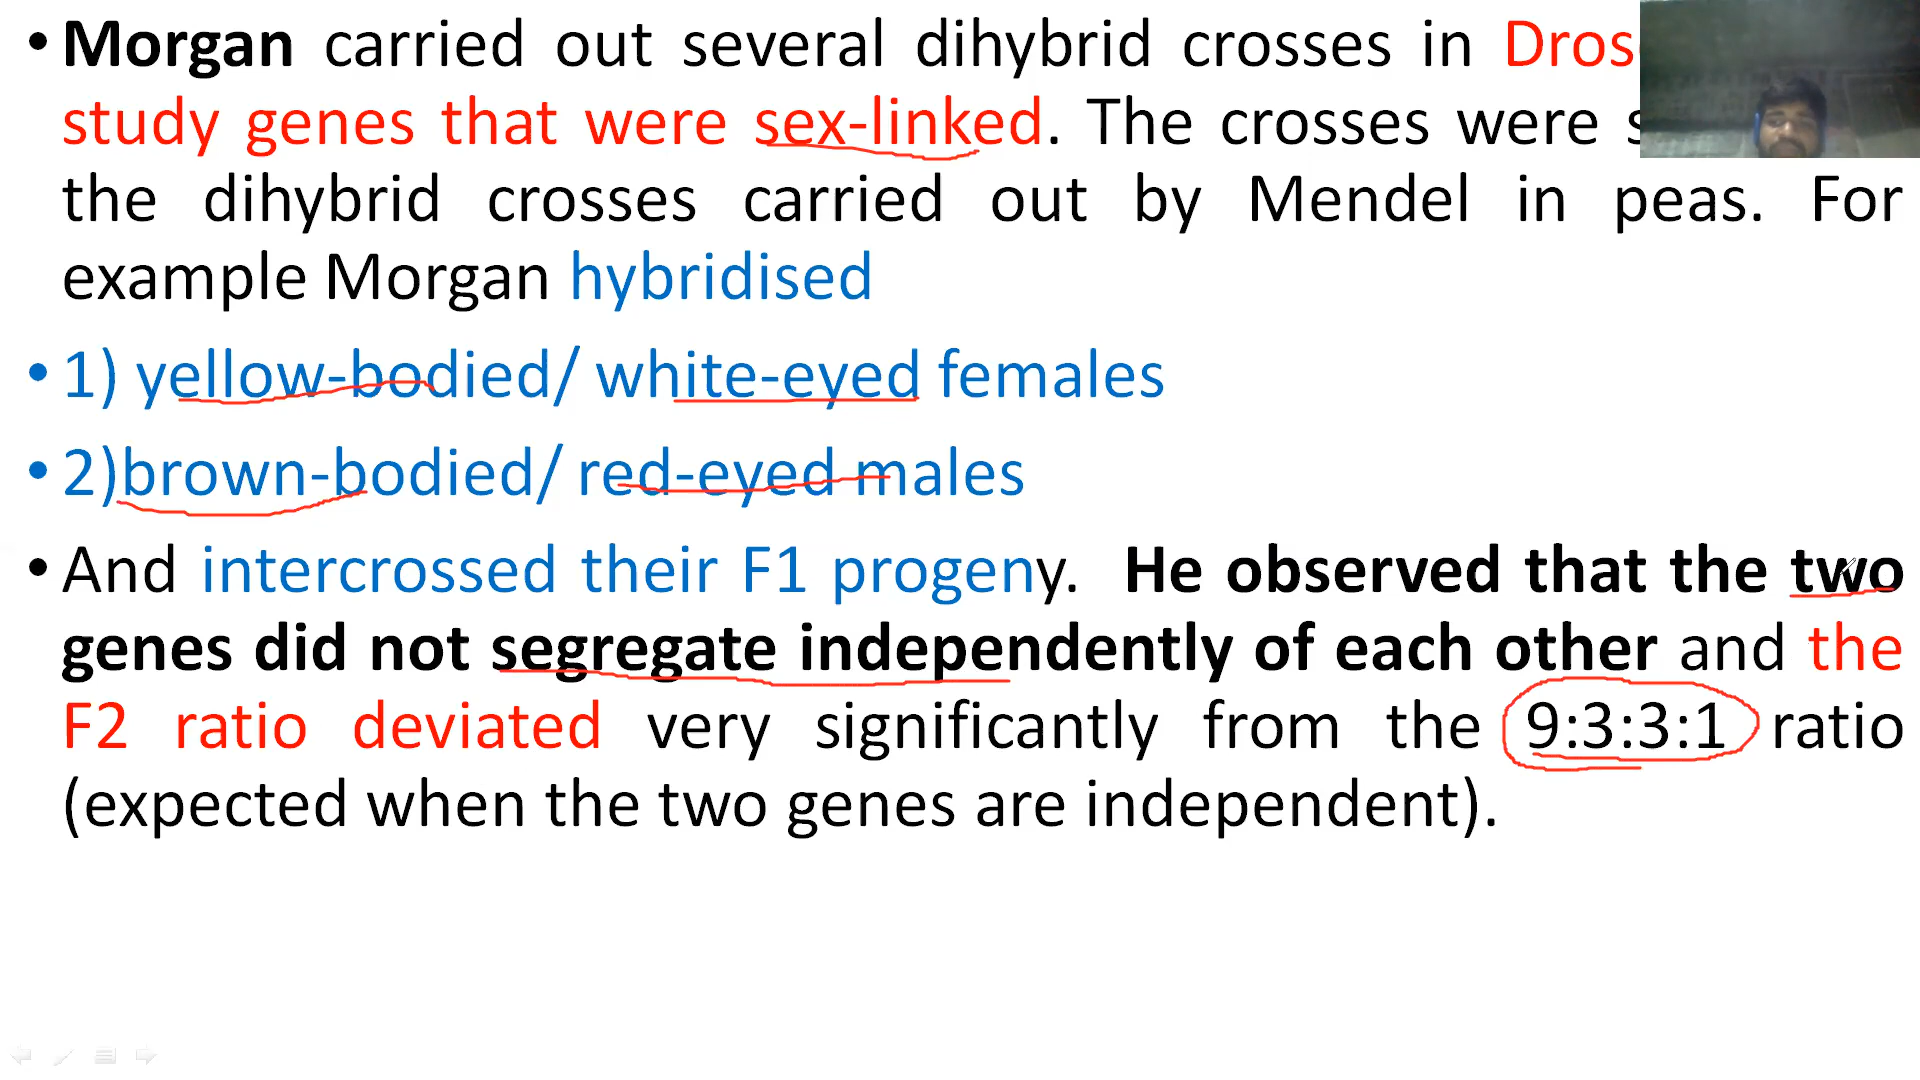 • Morgan carried out several dihybrid crosses in
study genes that were sex-linked. The crosses were
the dihybrid crosses carried out by Mendel in peas. For
example Morgan hybridised
• 1) yellow-bodied/ white-eyed females
• 2)brown-bodied/ red-eyed males
• And intercrossed their F1 progeny. He observed that the two
genes did not segregate independently of each other and the
F2 ratio deviated very significantly from the 9:3:3:1 ratio
(expected when the two genes are independent).